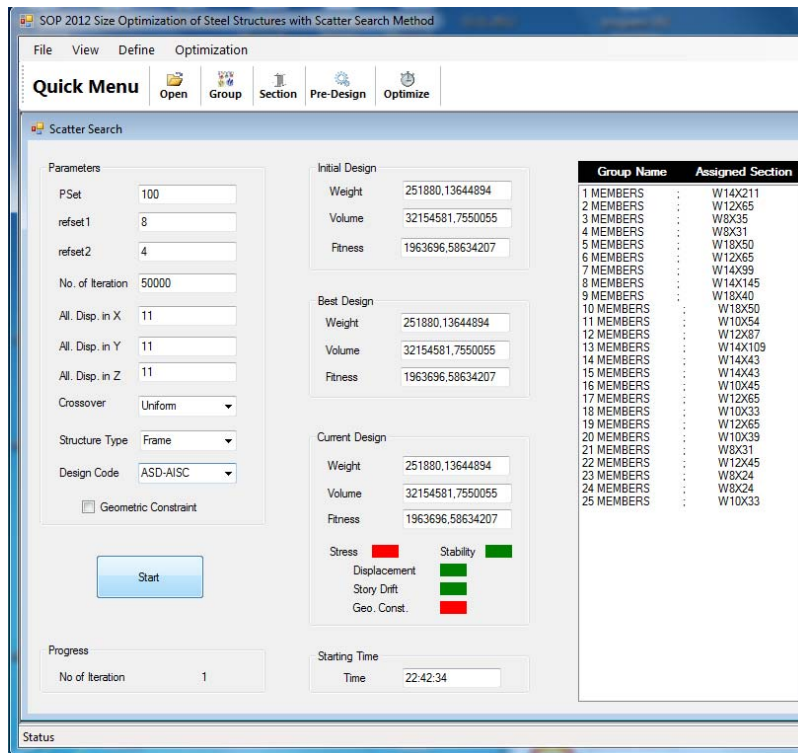 SOP 2012 Size Optimization of Steel Structures with Scatter Search Method
File View Define Optimization
Quick Menu Open Group Section Pre-Design Optimize
Scatter Search
Parameters
PSet 100
refset1 8
refset2 4
No. of Iteration 50000
All. Disp. in X 11
All. Disp. in Y 11
All. Disp. in Z 11
Crossover Uniform
Structure Type Frame
Design Code ASD-AISC
Geometric Constraint
Start
Progress
No of Iteration 1
Initial Design
Weight 251880,13644894
Volume 32154581,7550055
Fitness 1963696,58634207
Best Design
Weight 251880,13644894
Volume 32154581,7550055
Fitness 1963696,58634207
Current Design
Weight 251880,13644894
Volume 32154581,7550055
Fitness 1963696,58634207
Stress Stability
Displacement
Story Drift
Geo. Const.
Starting Time
Time 22:42:34
Group Name Assigned Section
1 MEMBERS : W14X211
2 MEMBERS : W12X65
3 MEMBERS : W8X35
4 MEMBERS : W8X31
5 MEMBERS : W18X50
6 MEMBERS : W12X65
7 MEMBERS : W14X99
8 MEMBERS : W14X145
9 MEMBERS : W18X40
10 MEMBERS : W18X50
11 MEMBERS : W10X54
12 MEMBERS : W12X87
13 MEMBERS : W14X109
14 MEMBERS : W14X43
15 MEMBERS : W14X43
16 MEMBERS : W10X45
17 MEMBERS : W12X65
18 MEMBERS : W10X33
19 MEMBERS : W12X65
20 MEMBERS : W10X39
21 MEMBERS : W8X31
22 MEMBERS : W12X45
23 MEMBERS : W8X24
24 MEMBERS : W8X24
25 MEMBERS : W10X33
Status